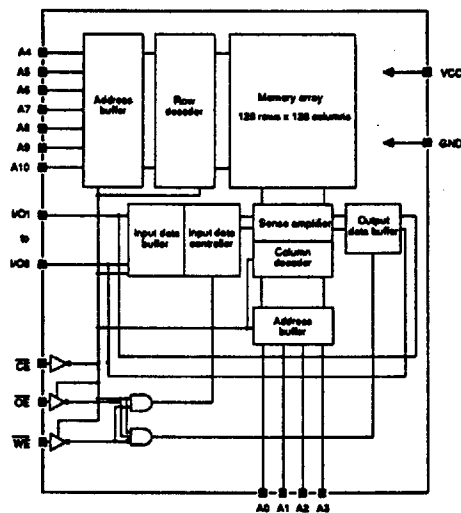 A4
A5
A6
A7
A8
A9
A10
Address
buffer
Row
decoder
Memory array
128 rows x 128 columns
VCC
GND
I/O1
to
I/O8
Input data
buffer
Input data
controller
Sense amplifier
Column
decoder
Output
data buffer
Address
buffer
CE
OE
WE
A0 A1 A2 A3